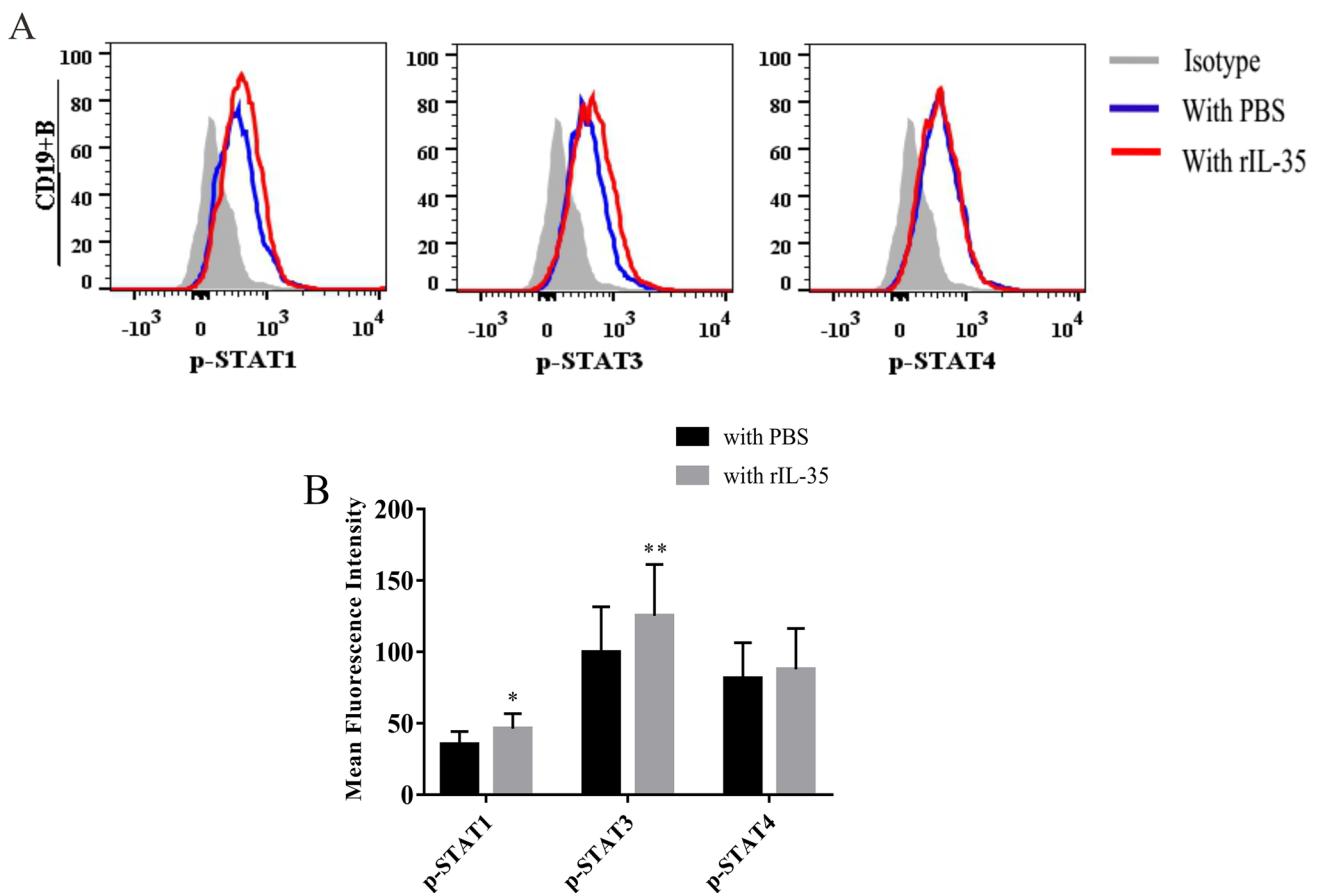 A
CD19+B
100
80
60
40
20
0
-10³ 0 10³ 10⁴
p-STAT1
100
80
60
40
20
0
-10³ 0 10³ 10⁴
p-STAT3
100
80
60
40
20
0
-10³ 0 10³ 10⁴
p-STAT4
Isotype
With PBS
With rIL-35
with PBS
with rIL-35
B
Mean Fluorescence Intensity
200
150
100
50
0
*
**
p-STAT1
p-STAT3
p-STAT4